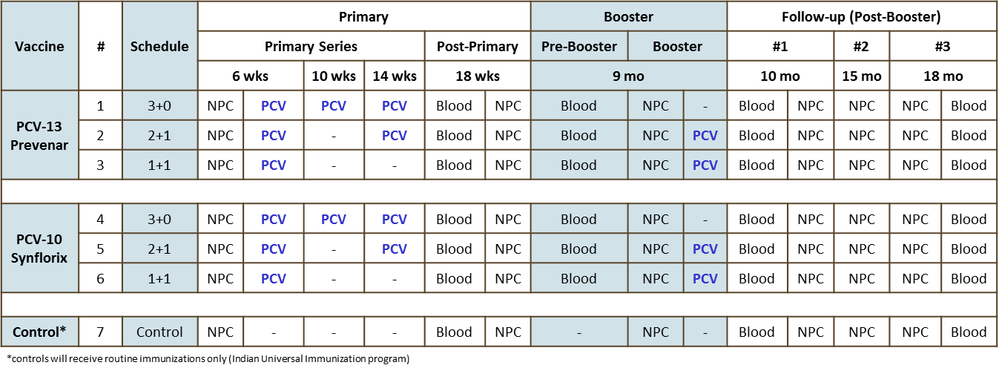 Vaccine # Schedule Primary Booster Follow-up (Post-Booster)
Primary Series Post-Primary Pre-Booster Booster #1 #2 #3
6 wks 10 wks 14 wks 18 wks 9 mo 10 mo 15 mo 18 mo
PCV-13 Prevenar
1 3+0 NPC PCV PCV PCV Blood NPC Blood NPC - Blood NPC NPC NPC Blood
2 2+1 NPC PCV - PCV Blood NPC Blood NPC PCV Blood NPC NPC NPC Blood
3 1+1 NPC PCV - - Blood NPC Blood NPC PCV Blood NPC NPC NPC Blood
PCV-10 Synflorix
4 3+0 NPC PCV PCV PCV Blood NPC Blood NPC - Blood NPC NPC NPC Blood
5 2+1 NPC PCV - PCV Blood NPC Blood NPC PCV Blood NPC NPC NPC Blood
6 1+1 NPC PCV - - Blood NPC Blood NPC PCV Blood NPC NPC NPC Blood
Control* 7 Control NPC - - - Blood NPC - NPC - Blood NPC NPC NPC Blood
*controls will receive routine immunizations only (Indian Universal Immunization program)